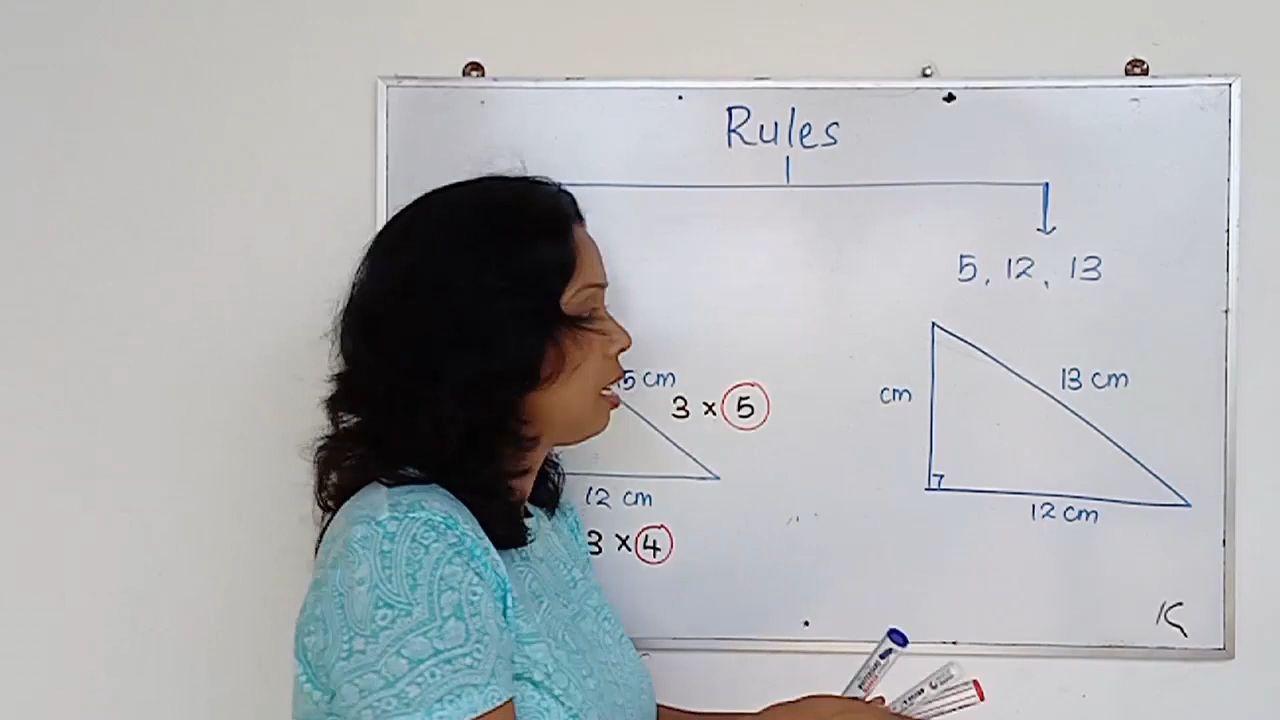 Rules
5, 12, 13
5 cm
3 × 5
12 cm
3 × 4
cm
13 cm
12 cm